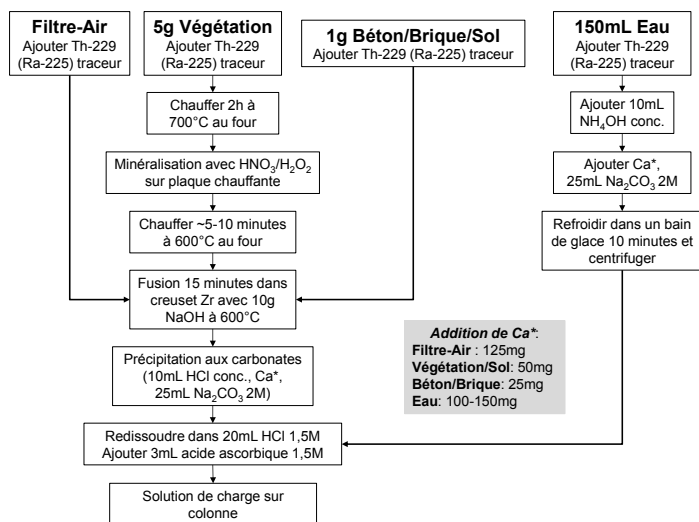 Filtre-Air
Ajouter Th-229
(Ra-225) traceur
5g Végétation
Ajouter Th-229
(Ra-225) traceur
1g Béton/Brique/Sol
Ajouter Th-229 (Ra-225) traceur
150mL Eau
Ajouter Th-229
(Ra-225) traceur
Chauffer 2h à
700°C au four
Minéralisation avec HNO₃/H₂O₂
sur plaque chauffante
Chauffer ~5-10 minutes
à 600°C au four
Fusion 15 minutes dans
creuset Zr avec 10g
NaOH à 600°C
Précipitation aux carbonates
(10mL HCl conc., Ca*,
25mL Na₂CO₃ 2M)
Ajouter 10mL
NH₄OH conc.
Ajouter Ca*,
25mL Na₂CO₃ 2M
Refroidir dans un bain
de glace 10 minutes et
centrifuger
Addition de Ca*:
Filtre-Air : 125mg
Végétation/Sol: 50mg
Béton/Brique: 25mg
Eau: 100-150mg
Redissoudre dans 20mL HCl 1,5M
Ajouter 3mL acide ascorbique 1,5M
Solution de charge sur
colonne